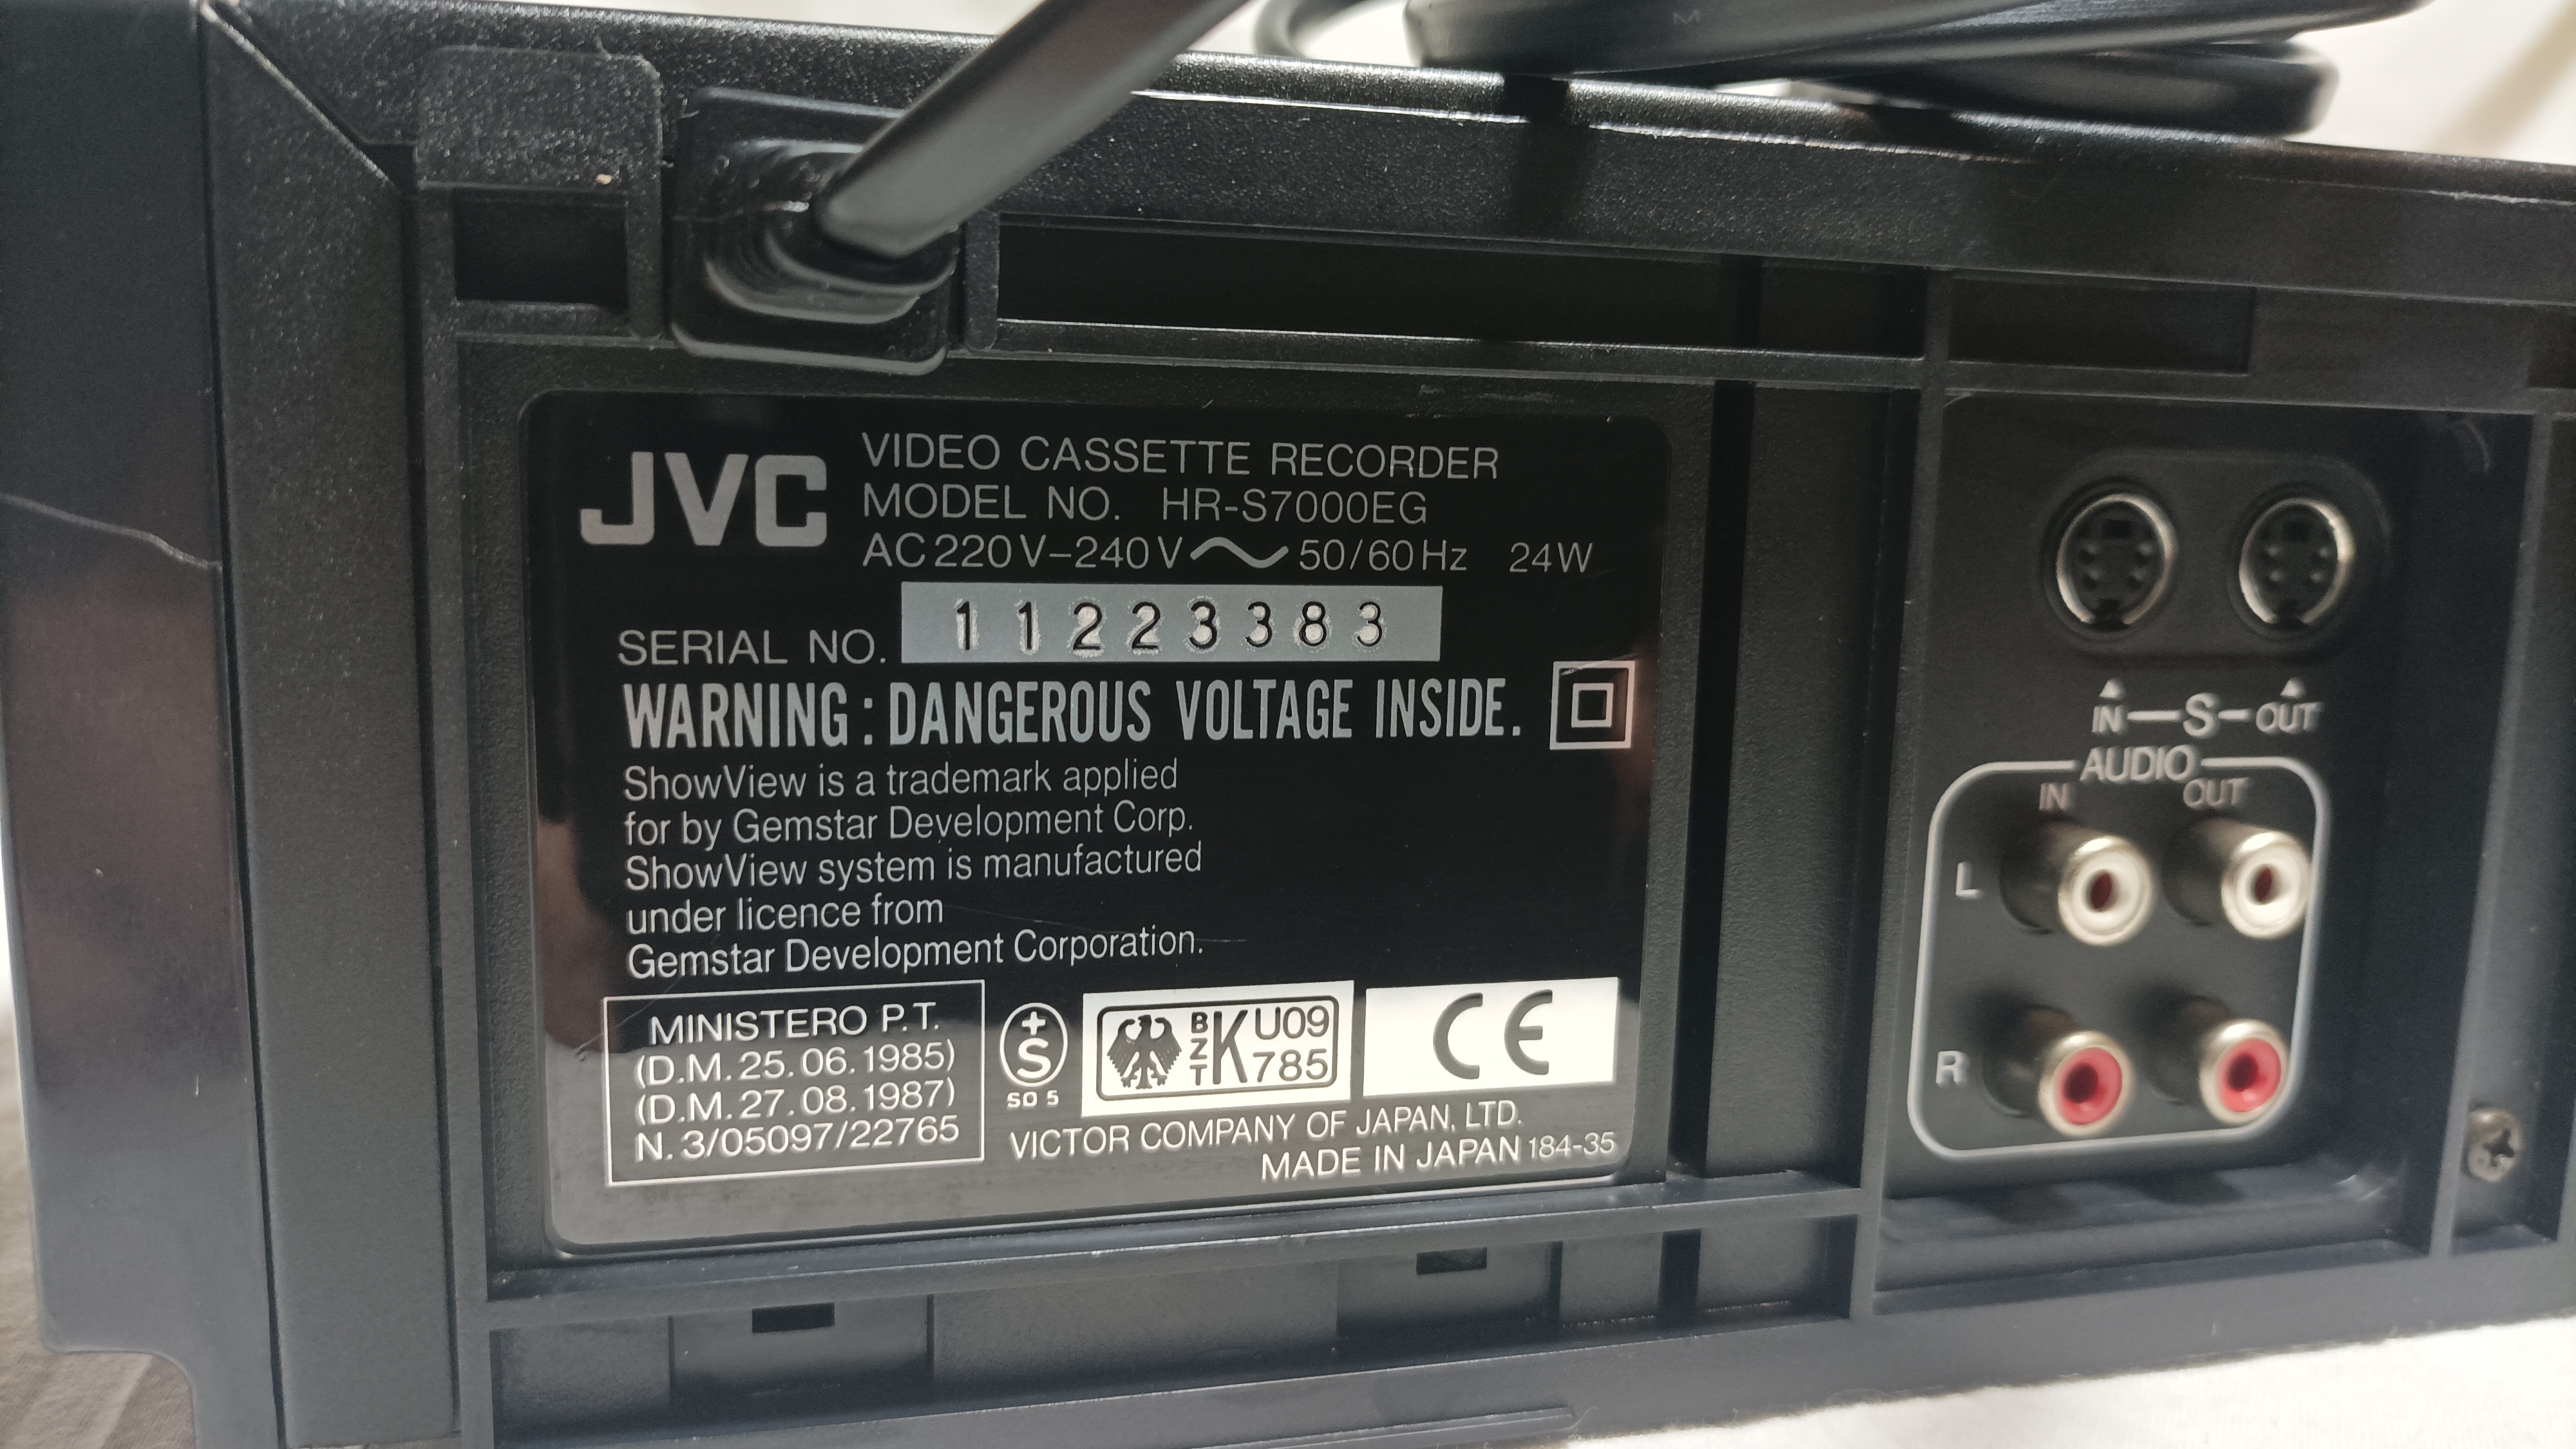 JVC
VIDEO CASSETTE RECORDER
MODEL NO. HR-S7000EG
AC 220V-240V 〜 50/60Hz 24W
SERIAL NO. 11223383
WARNING : DANGEROUS VOLTAGE INSIDE.
ShowView is a trademark applied
for by Gemstar Development Corp.
ShowView system is manufactured
under licence from
Gemstar Development Corporation.
MINISTERO P.T.
(D.M. 25. 06. 1985)
(D.M. 27. 08. 1987)
N. 3/05097/22765
+
S
SO 5
BZT K U09
785
CE
VICTOR COMPANY OF JAPAN, LTD.
MADE IN JAPAN 184-35
IN—S—OUT
AUDIO
IN OUT
L
R